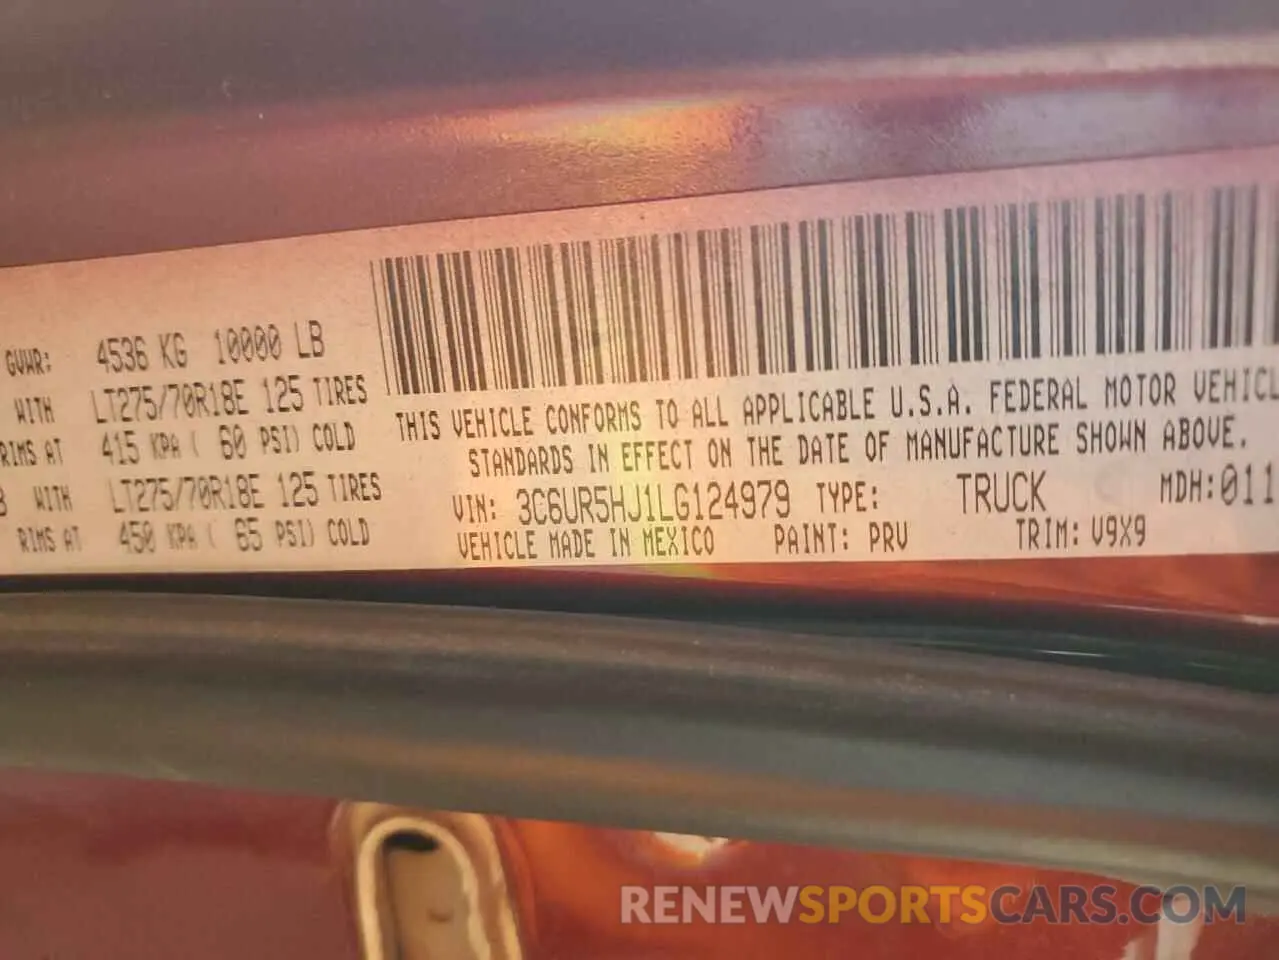 GVWR: 4536 KG 10000 LB
WITH LT275/70R18E 125 TIRES
RIMS AT 415 KPA ( 60 PSI) COLD
WITH LT275/70R18E 125 TIRES
RIMS AT 450 KPA ( 65 PSI) COLD
THIS VEHICLE CONFORMS TO ALL APPLICABLE U.S.A. FEDERAL MOTOR VEHICL
STANDARDS IN EFFECT ON THE DATE OF MANUFACTURE SHOWN ABOVE.
VIN: 3C6UR5HJ1LG124979 TYPE: TRUCK MDH: 011
VEHICLE MADE IN MEXICO PAINT: PRV TRIM: V9X9
RENEWSPORTSCARS.COM